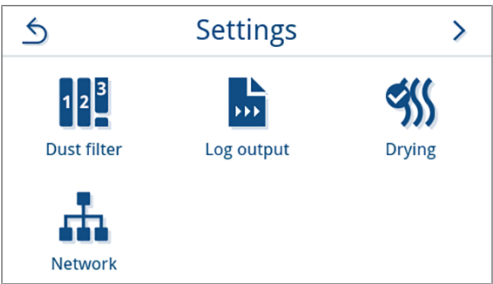 Settings
1 2 3
Dust filter
Log output
Drying
Network